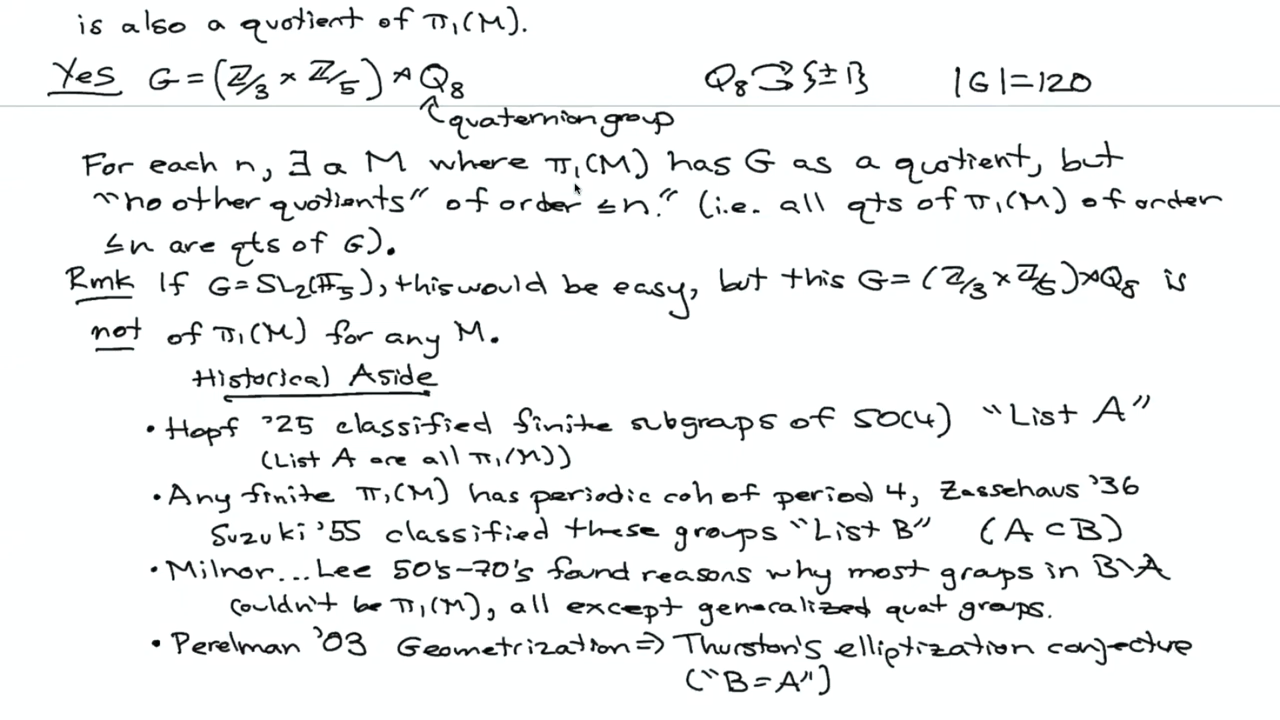 is also a quotient of π₁(M).
Yes G = (ℤ/3 × ℤ/5) ⋊ Q₈ Q₈ ⟳ {±1} |G|=120
quaternion group
For each n, ∃ a M where π₁(M) has G as a quotient, but
"no other quotients" of order ≤n." (i.e. all qts of π₁(M) of order
≤n are qts of G).
Rmk If G=SL₂(𝔽₅), this would be easy, but this G=(ℤ/3 × ℤ/5)⋊Q₈ is
not of π₁(M) for any M.
Historical Aside
• Hopf '25 classified finite subgraps of SO(4) "List A"
(List A are all π₁(M))
• Any finite π₁(M) has periodic coh of period 4, Zassehaus '36
Suzuki '55 classified these groups "List B" (A⊂B)
• Milnor...Lee 50's-70's found reasons why most graps in B\A
couldn't be π₁(M), all except generalized quat groups.
• Perelman '03 Geometrization ⇒ Thurston's elliptization conjecture
("B=A")